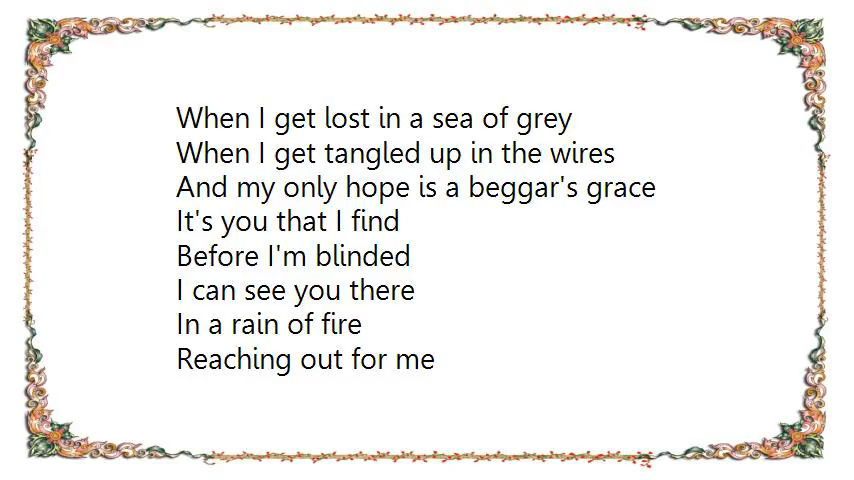 When I get lost in a sea of grey
When I get tangled up in the wires
And my only hope is a beggar's grace
It's you that I find
Before I'm blinded
I can see you there
In a rain of fire
Reaching out for me